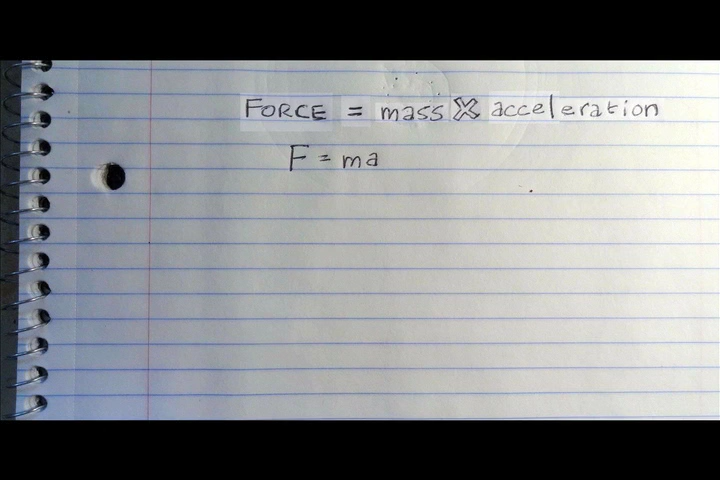 FORCE = mass X acceleration
F = ma